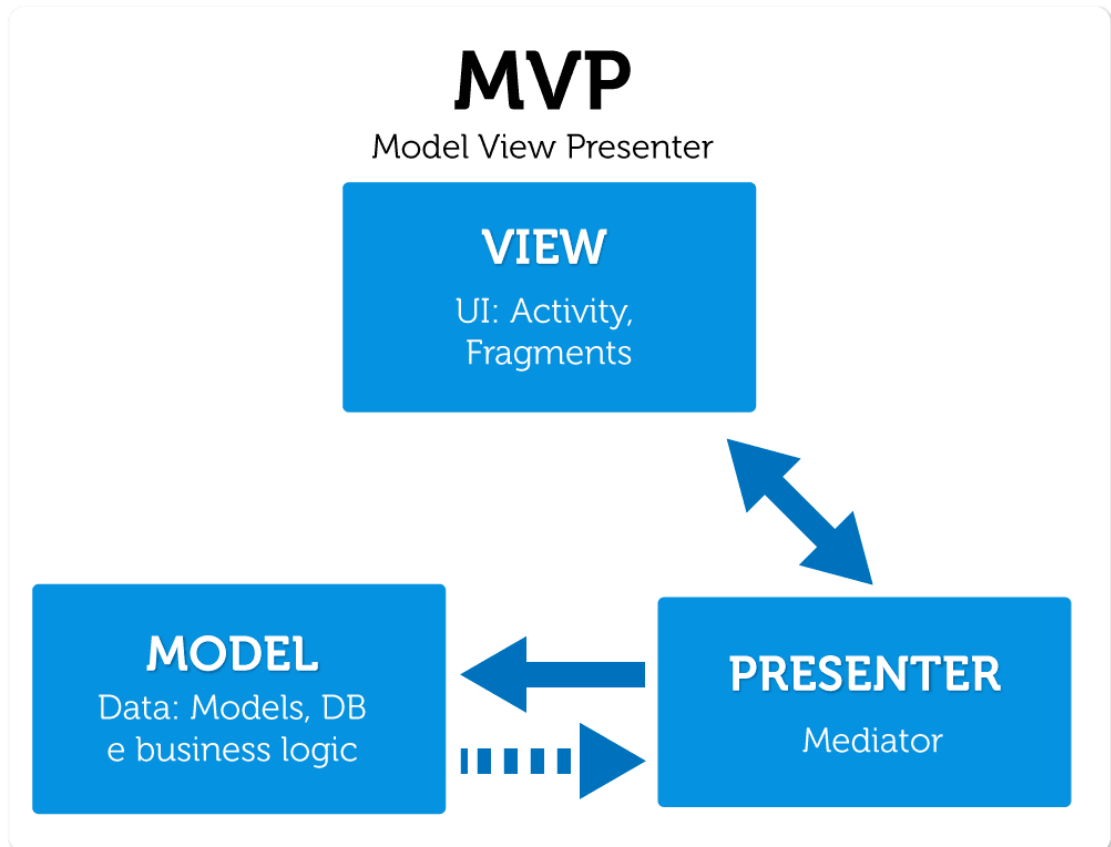 MVP
Model View Presenter
VIEW
UI: Activity,
Fragments
MODEL
Data: Models, DB
e business logic
PRESENTER
Mediator